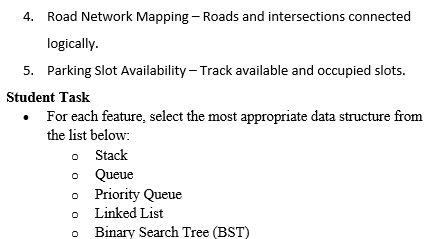 4. Road Network Mapping – Roads and intersections connected
logically.
5. Parking Slot Availability – Track available and occupied slots.
Student Task
• For each feature, select the most appropriate data structure from
the list below:
o Stack
o Queue
o Priority Queue
o Linked List
o Binary Search Tree (BST)